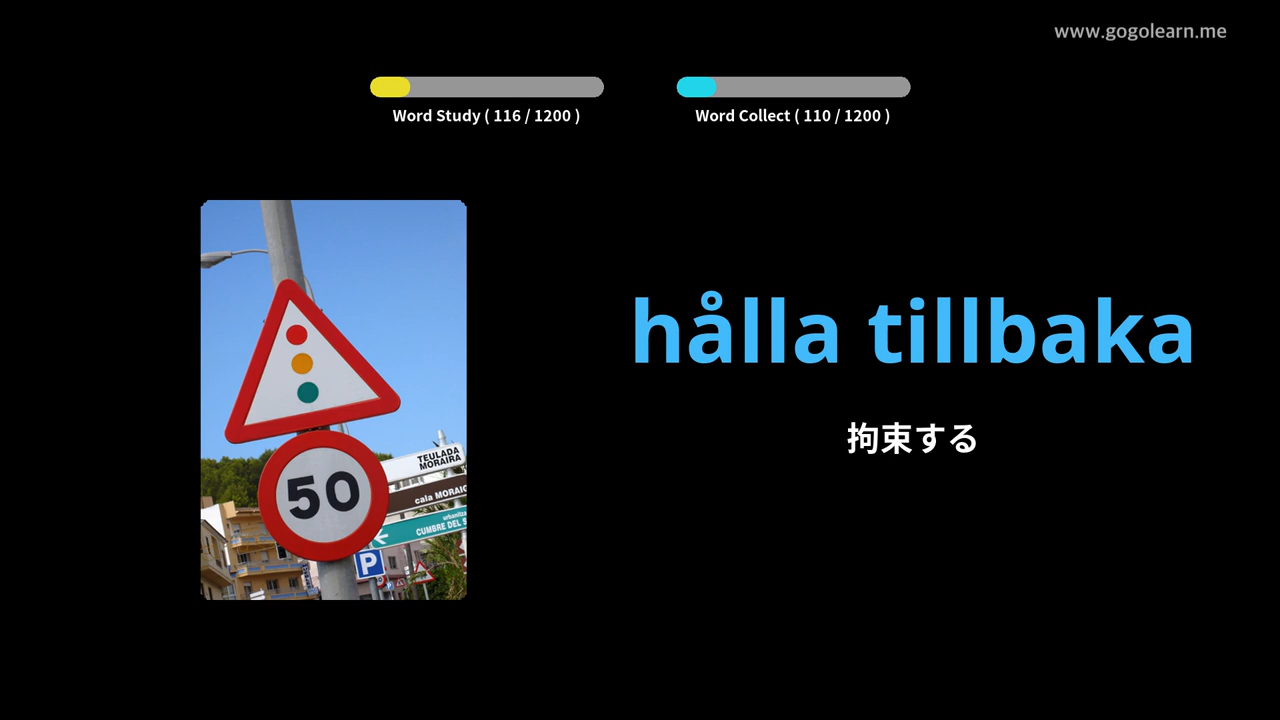 www.gogolearn.me
Word Study ( 116 / 1200 )
Word Collect ( 110 / 1200 )
hålla tillbaka
拘束する
50
TEULADA
MORAIRA
cala MORAIG
CUMBRE DEL S
P